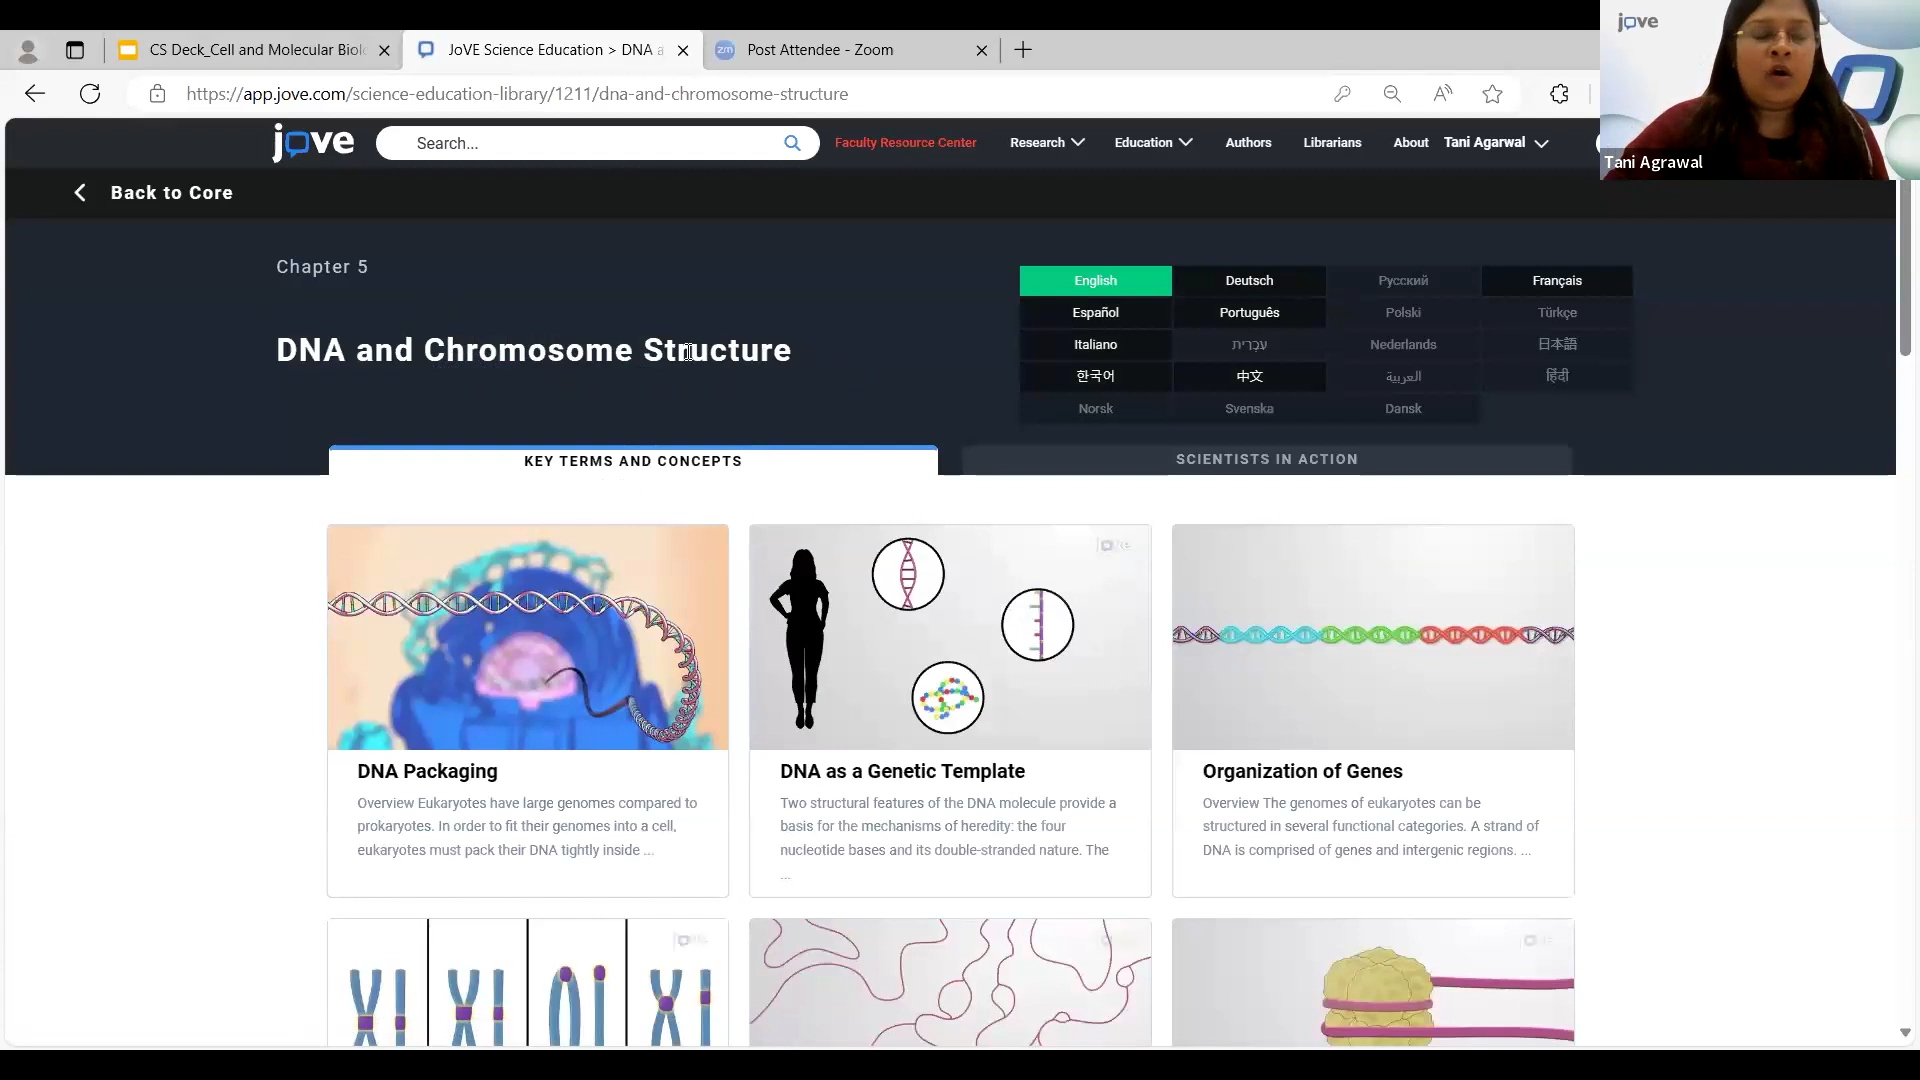 CS Deck_Cell and Molecular Biol
JoVE Science Education > DNA a
zm
Post Attendee - Zoom
https://app.jove.com/science-education-library/1211/dna-and-chromosome-structure
jove
Tani Agrawal
jove
Search...
Faculty Resource Center
Research
Education
Authors
Librarians
About
Tani Agarwal
Back to Core
Chapter 5
DNA and Chromosome Structure
English
Deutsch
Русский
Français
Español
Português
Polski
Türkçe
Italiano
עִבְרִית
Nederlands
日本語
한국어
中文
العربية
हिंदी
Norsk
Svenska
Dansk
KEY TERMS AND CONCEPTS
SCIENTISTS IN ACTION
DNA Packaging
Overview Eukaryotes have large genomes compared to
prokaryotes. In order to fit their genomes into a cell,
eukaryotes must pack their DNA tightly inside ...
DNA as a Genetic Template
Two structural features of the DNA molecule provide a
basis for the mechanisms of heredity: the four
nucleotide bases and its double-stranded nature. The
...
Organization of Genes
Overview The genomes of eukaryotes can be
structured in several functional categories. A strand of
DNA is comprised of genes and intergenic regions. ...